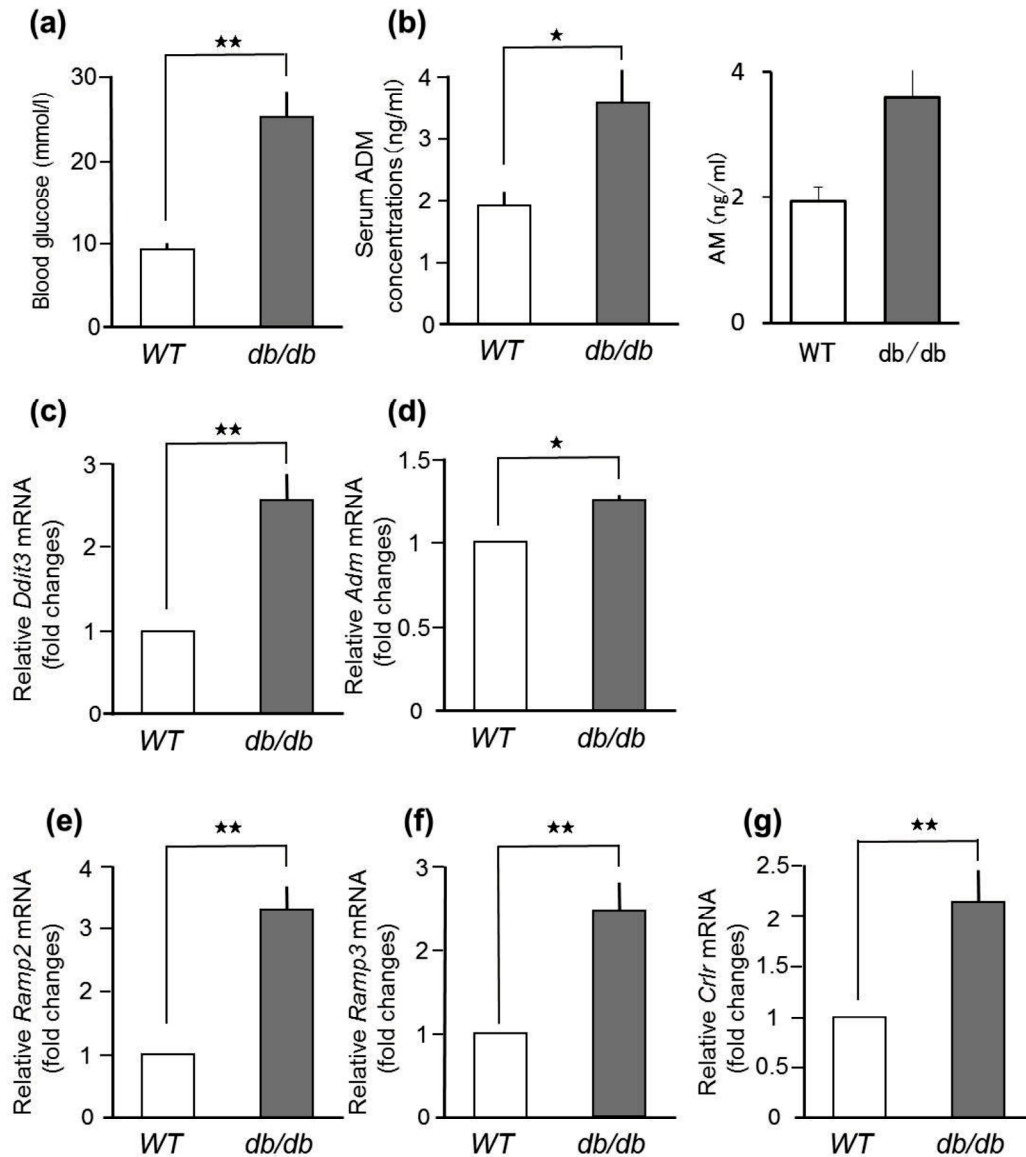 (a)
★★
Blood glucose (mmol/l)
30
20
10
0
WT
db/db
(b)
★
Serum ADM
concentrations (ng/ml)
4
3
2
1
0
WT
db/db
AM (ng/ml)
4
2
0
WT
db/db
(c)
★★
Relative Ddit3 mRNA
(fold changes)
3
2
1
0
WT
db/db
(d)
★
Relative Adm mRNA
(fold changes)
1.5
1
0.5
0
WT
db/db
(e)
★★
Relative Ramp2 mRNA
(fold changes)
4
3
2
1
0
WT
db/db
(f)
★★
Relative Ramp3 mRNA
(fold changes)
3
2
1
0
WT
db/db
(g)
★★
Relative Crlr mRNA
(fold changes)
2.5
2
1.5
1
0.5
0
WT
db/db